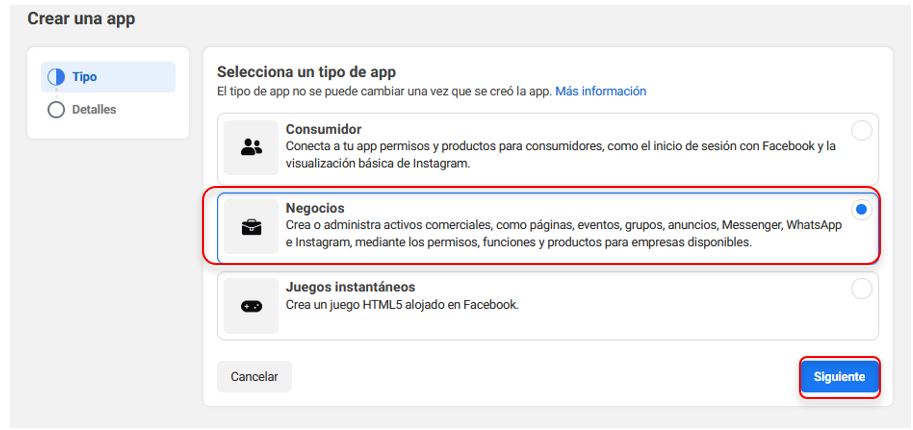 Crear una app
Tipo
Detalles
Selecciona un tipo de app
El tipo de app no se puede cambiar una vez que se creó la app. Más información
Consumidor
Conecta a tu app permisos y productos para consumidores, como el inicio de sesión con Facebook y la
visualización básica de Instagram.
Negocios
Crea o administra activos comerciales, como páginas, eventos, grupos, anuncios, Messenger, WhatsApp
e Instagram, mediante los permisos, funciones y productos para empresas disponibles.
Juegos instantáneos
Crea un juego HTML5 alojado en Facebook.
Cancelar
Siguiente